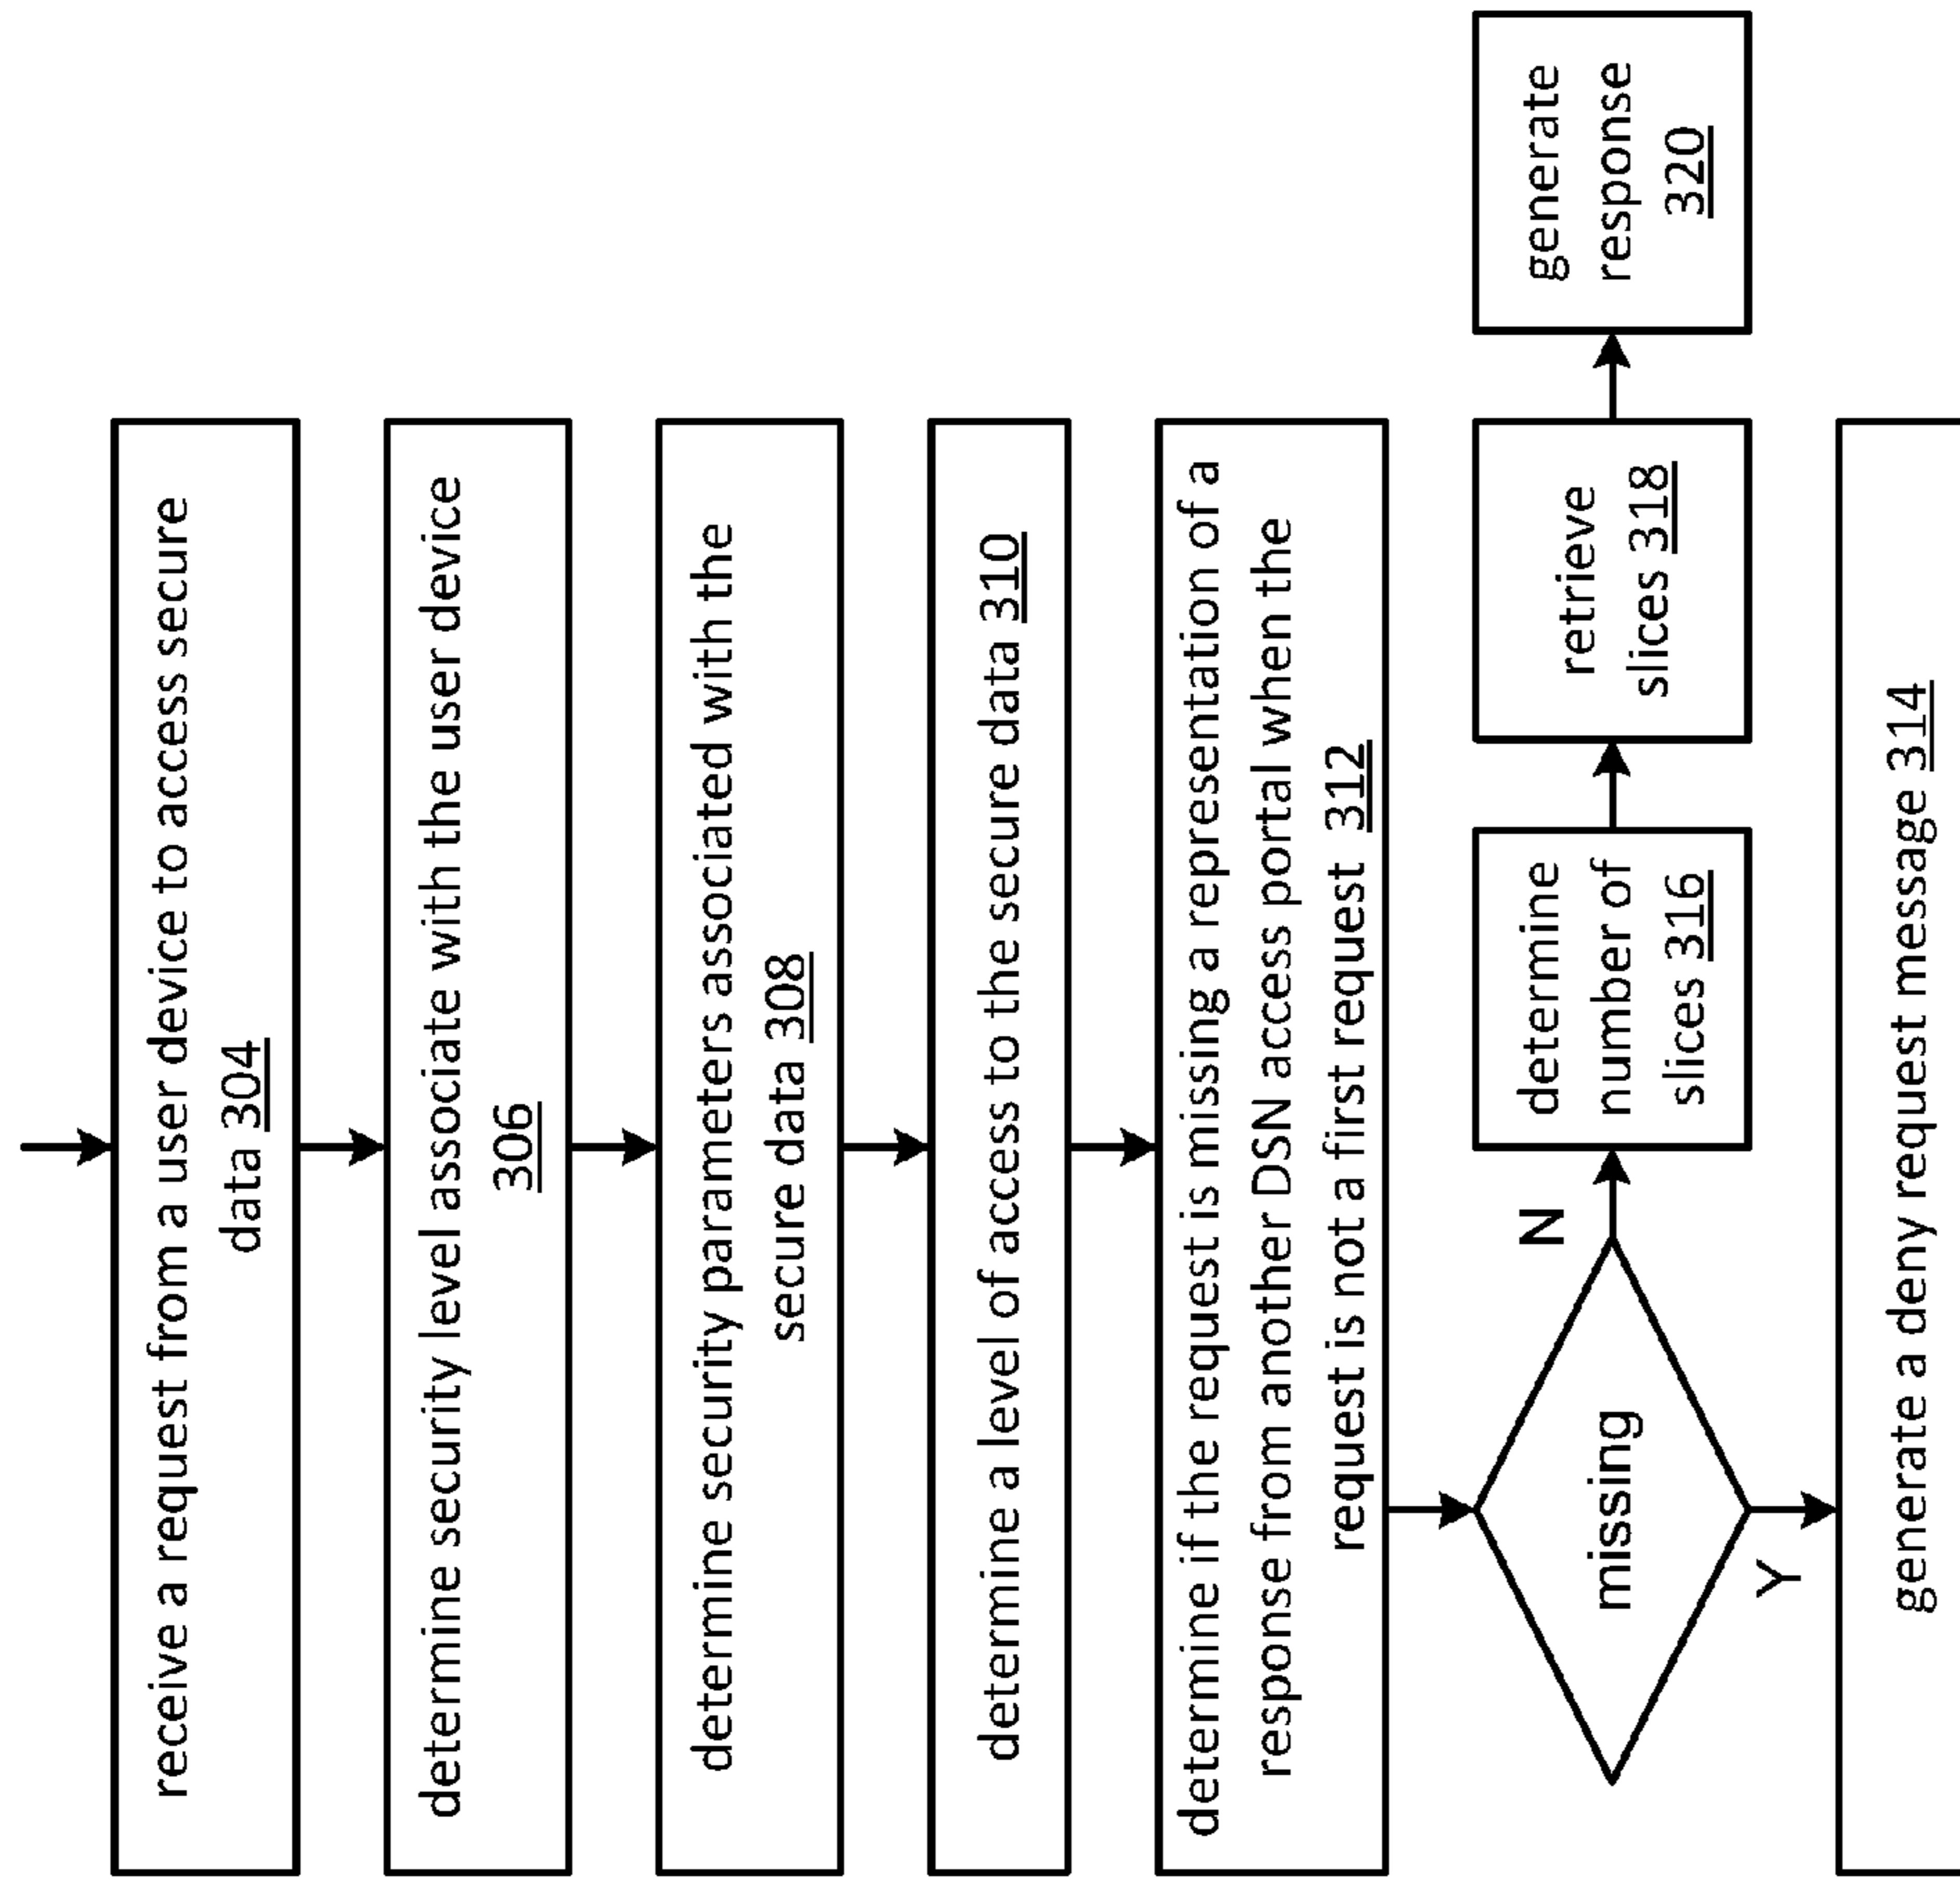 receive a request from a user device to access secure
data 304
determine security level associate with the user device
306
determine security parameters associated with the
secure data 308
determine a level of access to the secure data 310
determine if the request is missing a representation of a
response from another DSN access portal when the
request is not a first request 312
missing
N
determine
number of
slices 316
retrieve
slices 318
generate
response
320
Y
generate a deny request message 314